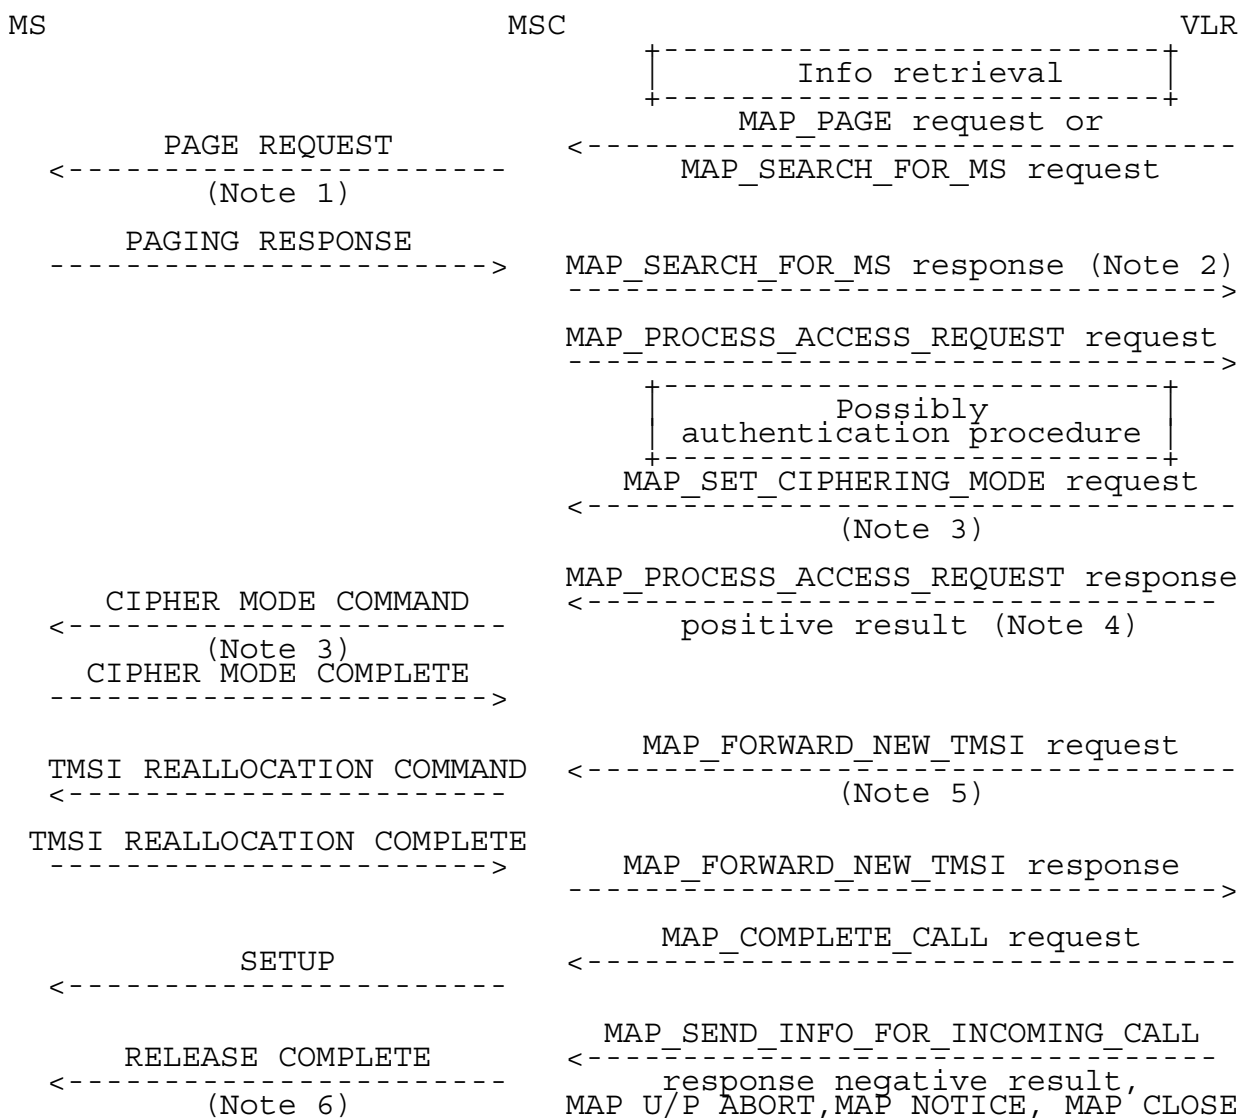 MS MSC VLR
Info retrieval
MAP_PAGE request or
PAGE REQUEST
MAP_SEARCH_FOR_MS request
(Note 1)
PAGING RESPONSE
MAP_SEARCH_FOR_MS response (Note 2)
MAP_PROCESS_ACCESS_REQUEST request
Possibly
authentication procedure
MAP_SET_CIPHERING_MODE request
(Note 3)
MAP_PROCESS_ACCESS_REQUEST response
CIPHER MODE COMMAND
positive result (Note 4)
(Note 3)
CIPHER MODE COMPLETE
MAP_FORWARD_NEW_TMSI request
TMSI REALLOCATION COMMAND
(Note 5)
TMSI REALLOCATION COMPLETE
MAP_FORWARD_NEW_TMSI response
MAP_COMPLETE_CALL request
SETUP
MAP_SEND_INFO_FOR_INCOMING_CALL
RELEASE COMPLETE
response negative result,
(Note 6) MAP U/P ABORT,MAP NOTICE, MAP CLOSE